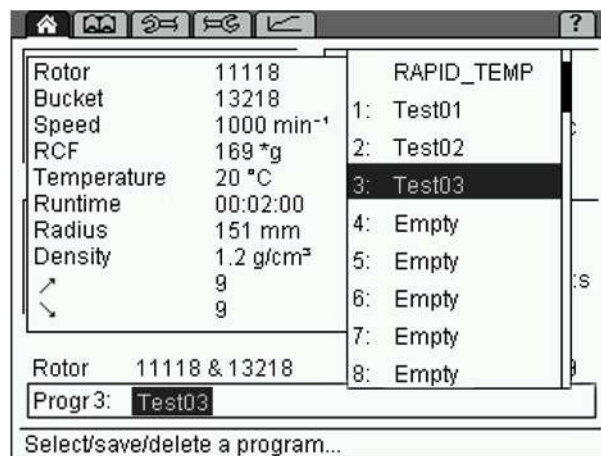 ?
Rotor 11118
Bucket 13218
Speed 1000 min⁻¹
RCF 169 *g
Temperature 20 °C
Runtime 00:02:00
Radius 151 mm
Density 1.2 g/cm³
↗ 9
↘ 9
RAPID_TEMP
1: Test01
2: Test02
3: Test03
4: Empty
5: Empty
6: Empty
7: Empty
8: Empty
Rotor 11118 & 13218
Progr 3: Test03
Select/save/delete a program...